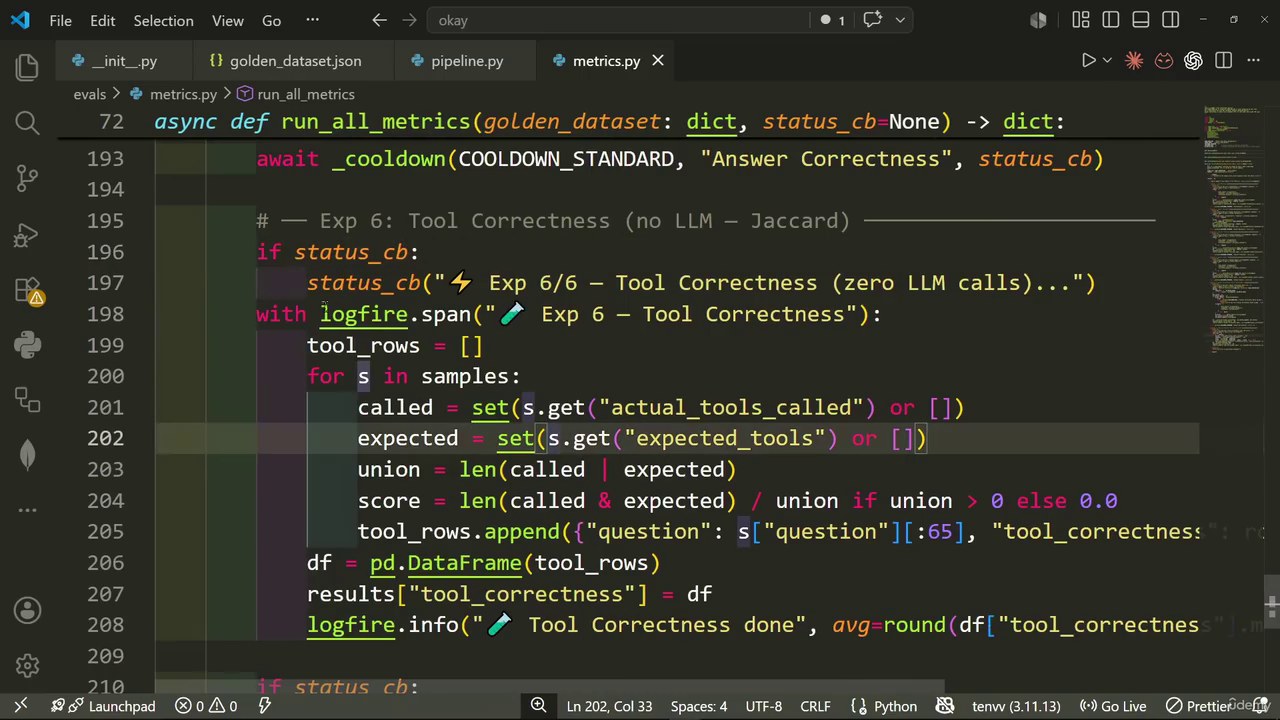 File Edit Selection View Go ··· okay 1
__init__.py {} golden_dataset.json pipeline.py metrics.py
evals > metrics.py > run_all_metrics
72 async def run_all_metrics(golden_dataset: dict, status_cb=None) -> dict:
193 await _cooldown(COOLDOWN_STANDARD, "Answer Correctness", status_cb)
194
195 # — Exp 6: Tool Correctness (no LLM — Jaccard) ———
196 if status_cb:
197 status_cb("⚡ Exp 6/6 — Tool Correctness (zero LLM calls)...")
198 with logfire.span("🧪 Exp 6 — Tool Correctness"):
199 tool_rows = []
200 for s in samples:
201 called = set(s.get("actual_tools_called") or [])
202 expected = set(s.get("expected_tools") or [])
203 union = len(called | expected)
204 score = len(called & expected) / union if union > 0 else 0.0
205 tool_rows.append({"question": s["question"][:65], "tool_correctness": ro
206 df = pd.DataFrame(tool_rows)
207 results["tool_correctness"] = df
208 logfire.info("🧪 Tool Correctness done", avg=round(df["tool_correctness"].m
209
210 if status_cb:
Launchpad 0 0 Ln 202, Col 33 Spaces: 4 UTF-8 CRLF {} Python tenvv (3.11.13) Go Live Prettier
udemy